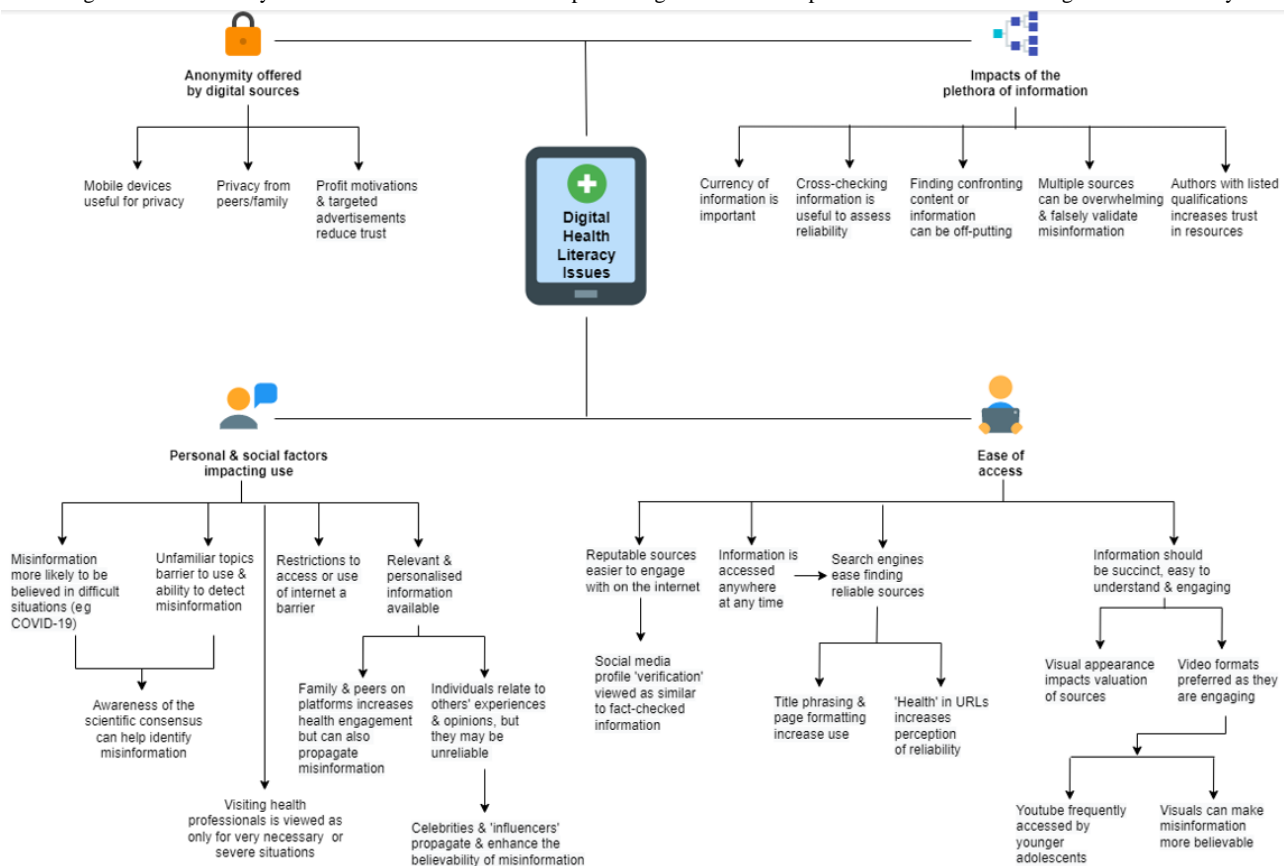 Anonymity offered
by digital sources
Impacts of the
plethora of information
Mobile devices
useful for privacy
Privacy from
peers/family
Profit motivations
& targeted
advertisements
reduce trust
Digital
Health
Literacy
Issues
Currency of
information is
important
Cross-checking
information is
useful to assess
reliability
Finding confronting
content or
information
can be off-putting
Multiple sources
can be overwhelming
& falsely validate
misinformation
Authors with listed
qualifications
increases trust
in resources
Personal & social factors
impacting use
Ease of
access
Misinformation
more likely to be
believed in difficult
situations (eg
COVID-19)
Unfamiliar topics
barrier to use &
ability to detect
misinformation
Restrictions to
access or use
of internet a
barrier
Relevant &
personalised
information
available
Awareness of the
scientific consensus
can help identify
misinformation
Family & peers on
platforms increases
health engagement
but can also
propagate
misinformation
Individuals relate to
others' experiences
& opinions, but
they may be
unreliable
Visiting health
professionals is viewed as
only for very necessary or
severe situations
Celebrities & 'influencers'
propagate & enhance the
believability of misinformation
Reputable sources
easier to engage
with on the internet
Information is
accessed
anywhere
at any time
Search engines
ease finding
reliable sources
Information should
be succinct, easy to
understand & engaging
Social media
profile 'verification'
viewed as similar
to fact-checked
information
Title phrasing &
page formatting
increase use
'Health' in URLs
increases
perception
of reliability
Visual appearance
impacts valuation
of sources
Video formats
preferred as they
are engaging
Youtube frequently
accessed by
younger
adolescents
Visuals can make
misinformation
more believable